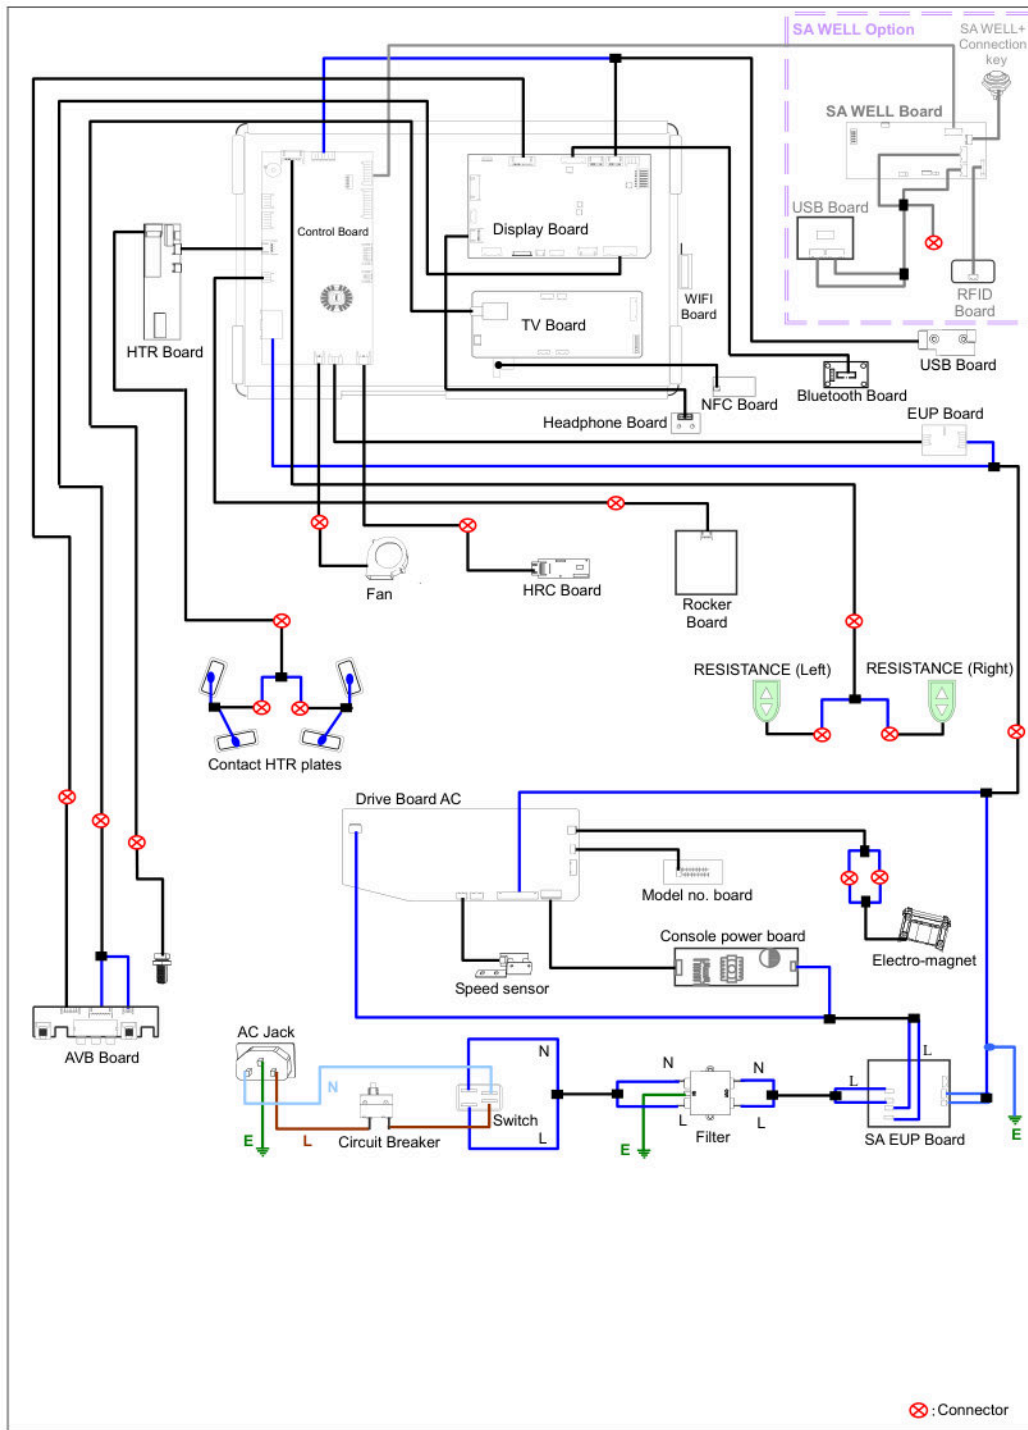 SA WELL Option
SA WELL+
Connection
key
SA WELL Board
USB Board
RFID
Board
Control Board
Display Board
TV Board
WIFI
Board
HTR Board
USB Board
Bluetooth Board
NFC Board
Headphone Board
EUP Board
Fan
HRC Board
Rocker
Board
RESISTANCE (Left)
RESISTANCE (Right)
Contact HTR plates
Drive Board AC
Model no. board
Console power board
Electro-magnet
Speed sensor
AVB Board
AC Jack
N
N
N
N
L
L
E
L
Circuit Breaker
Switch
L
E
L
Filter
L
SA EUP Board
E
: Connector